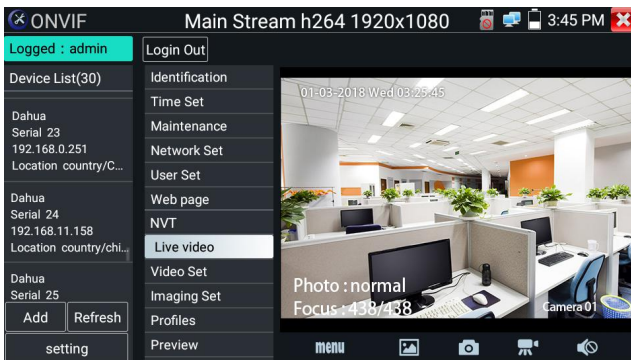 ONVIF
Main Stream h264 1920x1080
3:45 PM
Logged : admin
Login Out
Device List(30)
Dahua
Serial 23
192.168.0.251
Location country/C...
Dahua
Serial 24
192.168.11.158
Location country/chi...
Dahua
Serial 25
Add
Refresh
setting
Identification
Time Set
Maintenance
Network Set
User Set
Web page
NVT
Live video
Video Set
Imaging Set
Profiles
Preview
01-03-2018 Wed 03:25:45
Photo : normal
Focus : 438/438
Camera 01
menu